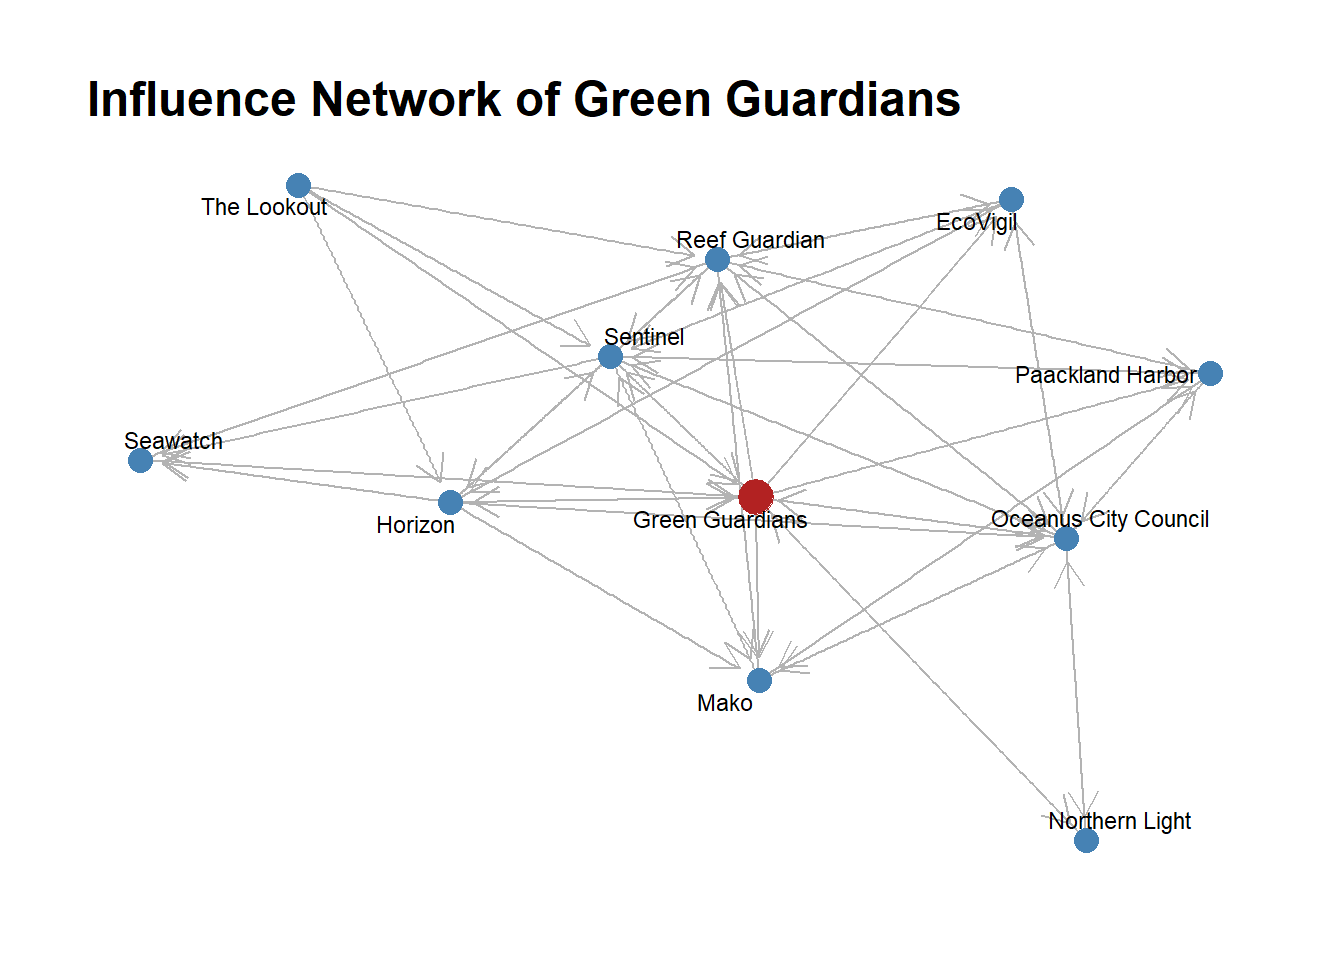 Influence Network of Green Guardians
The Lookout
EcoVigil
Reef Guardian
Sentinel
Paackland Harbor
Seawatch
Horizon
Green Guardians
Oceanus City Council
Mako
Northern Light